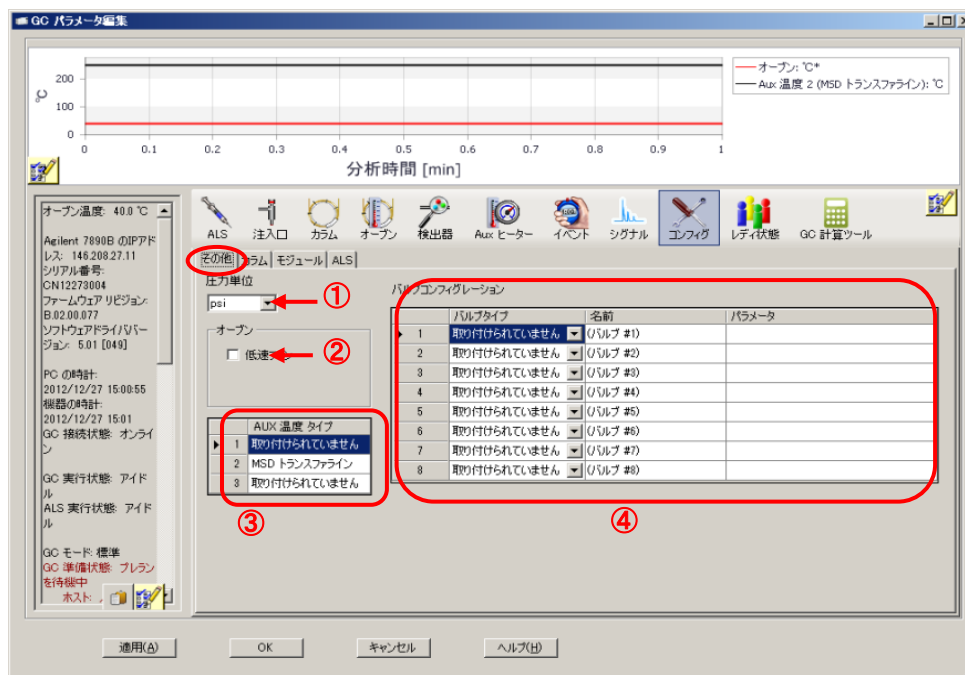 GC パラメータ編集
℃
200
100
0
0 0.1 0.2 0.3 0.4 0.5 0.6 0.7 0.8 0.9 1
分析時間 [min]
オーブン: ℃*
Aux 温度 2 (MSD トランスファライン): ℃
オーブン温度: 40.0 ℃
Agilent 7890B のIPアド
レス: 146.208.27.11
シリアル番号:
CN12273004
ファームウェア リビジョン:
B.02.00.077
ソフトウェアドライババー
ジョン: 5.01 [049]
PC の時計:
2012/12/27 15:00:55
機器の時計:
2012/12/27 15:01
GC 接続状態: オンライ
ン
GC 実行状態: アイド
ル
ALS 実行状態: アイド
ル
GC モード: 標準
GC 準備状態: プレラン
を待機中
ホスト:
ALS 注入口 カラム オーブン 検出器 Aux ヒーター イベント シグナル コンフィグ レディ状態 GC 計算ツール
その他 カラム モジュール ALS
圧力単位
psi
①
オーブン
低速
②
AUX 温度 タイプ
1 取り付けられていません
2 MSD トランスファライン
3 取り付けられていません
③
バルブコンフィグレーション
バルブタイプ 名前 パラメータ
1 取り付けられていません (バルブ #1)
2 取り付けられていません (バルブ #2)
3 取り付けられていません (バルブ #3)
4 取り付けられていません (バルブ #4)
5 取り付けられていません (バルブ #5)
6 取り付けられていません (バルブ #6)
7 取り付けられていません (バルブ #7)
8 取り付けられていません (バルブ #8)
④
適用(A) OK キャンセル ヘルプ(H)